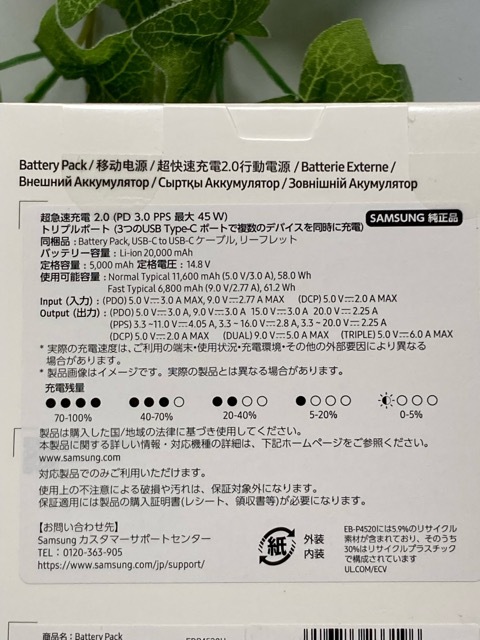 Battery Pack / 移动电源 / 超快速充電2.0行動電源 / Batterie Externe /
Внешний Аккумулятор / Сыртқы Аккумулятор / Зовнішній Акумулятор
超急速充電 2.0 (PD 3.0 PPS 最大 45 W)
SAMSUNG 純正品
トリプルポート (3つのUSB Type-C ポートで複数のデバイスを同時に充電)
同梱品 : Battery Pack, USB-C to USB-C ケーブル, リーフレット
バッテリー容量 : Li-ion 20,000 mAh
定格容量 : 5,000 mAh 定格電圧 : 14.8 V
使用可能容量 : Normal Typical 11,600 mAh (5.0 V/3.0 A), 58.0 Wh
Fast Typical 6,800 mAh (9.0 V/2.77 A), 61.2 Wh
Input (入力) : (PDO) 5.0 V⎓3.0 A MAX, 9.0 V⎓2.77 A MAX (DCP) 5.0 V⎓2.0 A MAX
Output (出力) : (PDO) 5.0 V⎓3.0 A, 9.0 V⎓3.0 A 15.0 V⎓3.0 A 20.0 V⎓2.25 A
(PPS) 3.3 ~11.0 V⎓4.05 A, 3.3 ~ 16.0 V⎓2.8 A, 3.3 ~ 20.0 V⎓2.25 A
(DCP) 5.0 V⎓2.0 A MAX (DUAL) 9.0 V⎓5.0 A MAX (TRIPLE) 5.0 V⎓6.0 A MAX
* 実際の充電速度は、ご利用の端末・使用状況・充電環境・その他の外部要因により異なる
場合があります。
* 製品画像はイメージです。実際の製品とは異なる場合があります。
充電残量
70-100% 40-70% 20-40% 5-20% 0-5%
製品は購入した国/地域の法律に基づき使用してください。
本製品に関する詳しい情報・対応機種の詳細は、下記ホームページをご覧ください。
www.samsung.com
対応製品でのみご利用いただけます。
使用上の不注意による破損や汚れは、保証対象外になります。
保証適用には製品の購入証明書(レシート、領収書等)が必要になります。
【お問い合わせ先】
Samsung カスタマーサポートセンター
TEL : 0120-363-905
https://www.samsung.com/jp/support/
紙
外装
内装
EB-P4520には5.9%のリサイクル
素材が含まれており、そのうち
30%はリサイクルプラスチック
で構成されています
UL.COM/ECV
商品名 : Battery Pack